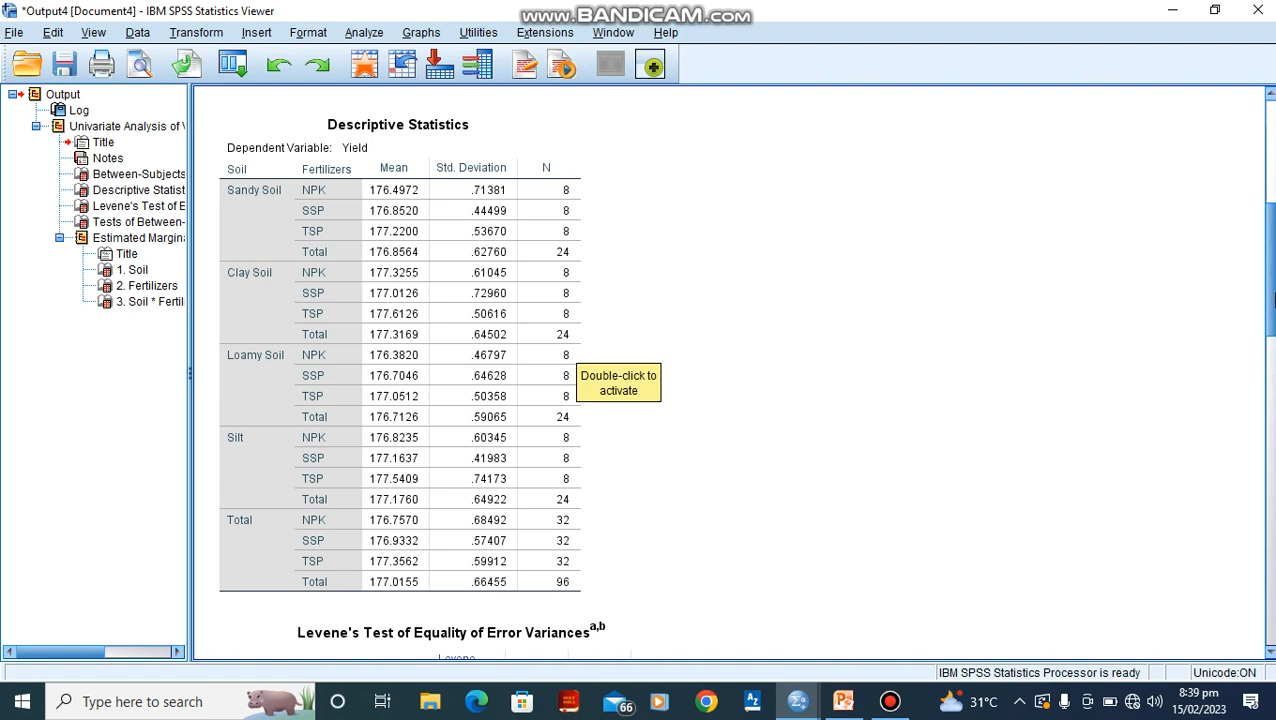 *Output4 [Document4] - IBM SPSS Statistics Viewer
www.BANDICAM.com
File Edit View Data Transform Insert Format Analyze Graphs Utilities Extensions Window Help
Output
Log
Univariate Analysis of V
Title
Notes
Between-Subjects
Descriptive Statist
Levene's Test of E
Tests of Between-
Estimated Margina
Title
1. Soil
2. Fertilizers
3. Soil * Fertil
Descriptive Statistics
Dependent Variable: Yield
Soil Fertilizers Mean Std. Deviation N
Sandy Soil NPK 176.4972 .71381 8
SSP 176.8520 .44499 8
TSP 177.2200 .53670 8
Total 176.8564 .62760 24
Clay Soil NPK 177.3255 .61045 8
SSP 177.0126 .72960 8
TSP 177.6126 .50616 8
Total 177.3169 .64502 24
Loamy Soil NPK 176.3820 .46797 8
SSP 176.7046 .64628 8
TSP 177.0512 .50358 8
Total 176.7126 .59065 24
Silt NPK 176.8235 .60345 8
SSP 177.1637 .41983 8
TSP 177.5409 .74173 8
Total 177.1760 .64922 24
Total NPK 176.7570 .68492 32
SSP 176.9332 .57407 32
TSP 177.3562 .59912 32
Total 177.0155 .66455 96
Double-click to
activate
Levene's Test of Equality of Error Variancesa,b
Levene
IBM SPSS Statistics Processor is ready Unicode:ON
Type here to search
66
31°C
8:39 pm
15/02/2023